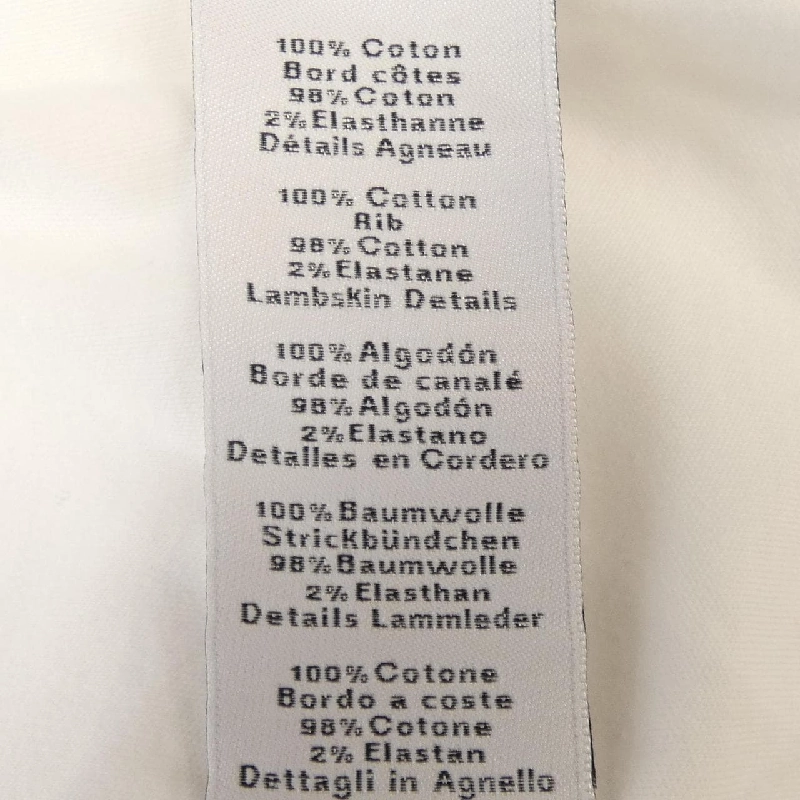 100% Coton
Bord côtes
98% Coton
2% Elasthanne
Détails Agneau
100% Cotton
Rib
98% Cotton
2% Elastane
Lambskin Details
100% Algodón
Borde de canalé
98% Algodón
2% Elastano
Detalles en Cordero
100% Baumwolle
Strickbündchen
98% Baumwolle
2% Elasthan
Details Lammleder
100% Cotone
Bordo a coste
98% Cotone
2% Elastan
Dettagli in Agnello